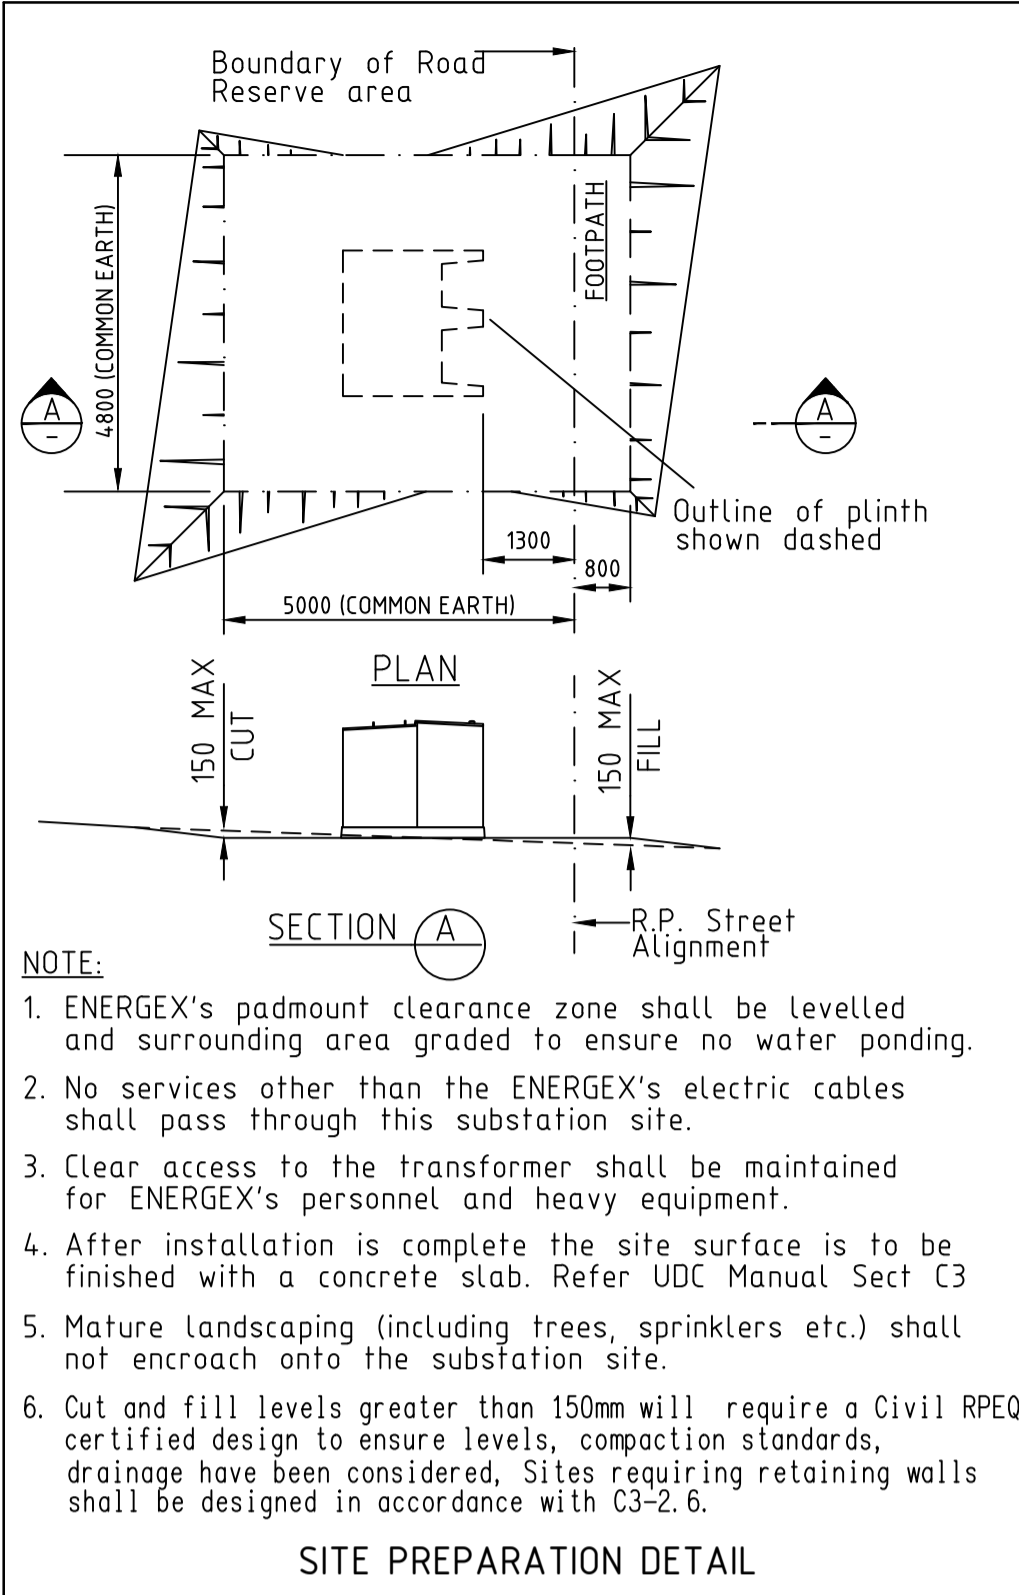 Boundary of Road
Reserve area
FOOTPATH
4800 (COMMON EARTH)
A
-
A
-
Outline of plinth
shown dashed
1300
800
5000 (COMMON EARTH)
PLAN
150 MAX
CUT
150 MAX
FILL
SECTION A
R.P. Street
Alignment
NOTE:
1. ENERGEX's padmount clearance zone shall be levelled
and surrounding area graded to ensure no water ponding.
2. No services other than the ENERGEX's electric cables
shall pass through this substation site.
3. Clear access to the transformer shall be maintained
for ENERGEX's personnel and heavy equipment.
4. After installation is complete the site surface is to be
finished with a concrete slab. Refer UDC Manual Sect C3
5. Mature landscaping (including trees, sprinklers etc.) shall
not encroach onto the substation site.
6. Cut and fill levels greater than 150mm will require a Civil RPEQ
certified design to ensure levels, compaction standards,
drainage have been considered, Sites requiring retaining walls
shall be designed in accordance with C3-2.6.
SITE PREPARATION DETAIL